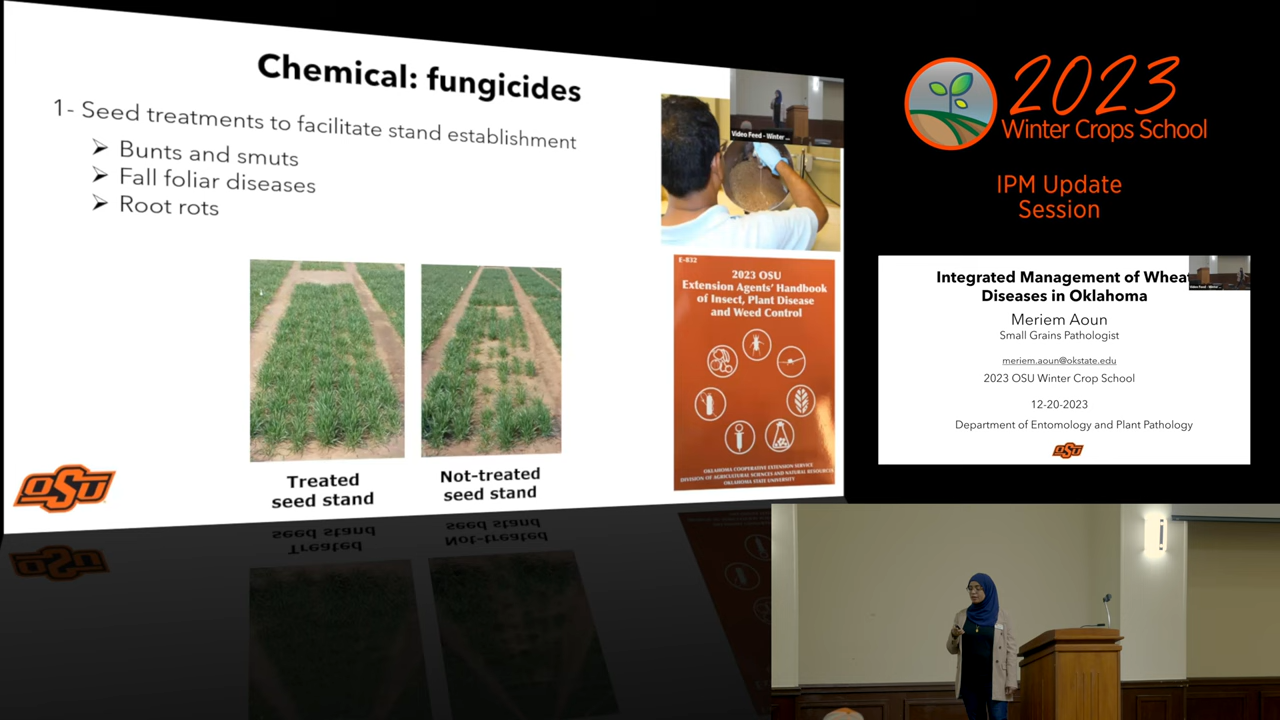 Chemical: fungicides
1- Seed treatments to facilitate stand establishment
➢ Bunts and smuts
➢ Fall foliar diseases
➢ Root rots
Video Feed - Winter ...
E-832
2023 OSU
Extension Agents' Handbook
of Insect, Plant Disease
and Weed Control
OKLAHOMA COOPERATIVE EXTENSION SERVICE
DIVISION OF AGRICULTURAL SCIENCES AND NATURAL RESOURCES
OKLAHOMA STATE UNIVERSITY
Treated
seed stand
Not-treated
seed stand
OSU
2023
Winter Crops School
IPM Update
Session
Integrated Management of Wheat
Diseases in Oklahoma
Video Feed - Winter ...
Meriem Aoun
Small Grains Pathologist
meriem.aoun@okstate.edu
2023 OSU Winter Crop School
12-20-2023
Department of Entomology and Plant Pathology
OSU